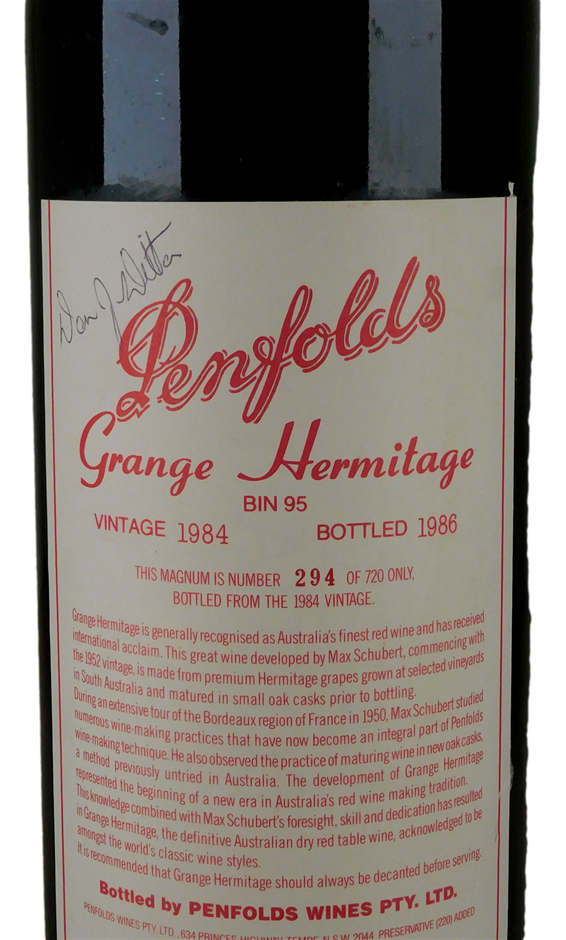 Don J Ditter
Penfolds
Grange Hermitage
BIN 95
VINTAGE 1984 BOTTLED 1986
THIS MAGNUM IS NUMBER 294 OF 720 ONLY,
BOTTLED FROM THE 1984 VINTAGE.
Grange Hermitage is generally recognised as Australia's finest red wine and has received
international acclaim. This great wine developed by Max Schubert, commencing with
the 1952 vintage, is made from premium Hermitage grapes grown at selected vineyards
in South Australia and matured in small oak casks prior to bottling.
During an extensive tour of the Bordeaux region of France in 1950, Max Schubert studied
numerous wine-making practices that have now become an integral part of Penfolds
wine-making technique. He also observed the practice of maturing wine in new oak casks,
a method previously untried in Australia. The development of Grange Hermitage
represented the beginning of a new era in Australia's red wine making tradition.
This knowledge combined with Max Schubert's foresight, skill and dedication has resulted
in Grange Hermitage, the definitive Australian dry red table wine, acknowledged to be
amongst the world's classic wine styles.
It is recommended that Grange Hermitage should always be decanted before serving.
Bottled by PENFOLDS WINES PTY. LTD.
PENFOLDS WINES PTY. LTD., 634 PRINCES HIGHWAY, TEMPE, N.S.W. 2044 PRESERVATIVE (220) ADDED